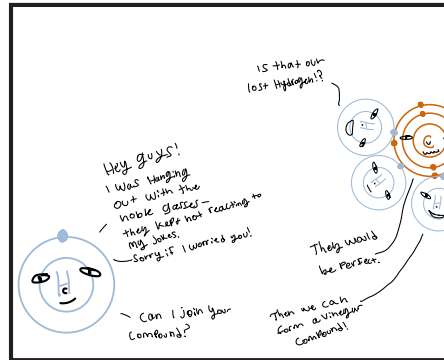 Is that our
lost Hydrogen!?
Hey guys!
I was Hanging
out with the
noble gasses—
they kept not reacting to
my jokes.
Sorry if I worried you!
H
H
H
C
They would
be perfect.
Can I join your
compound?
Then we can
form a vinegar
compound!